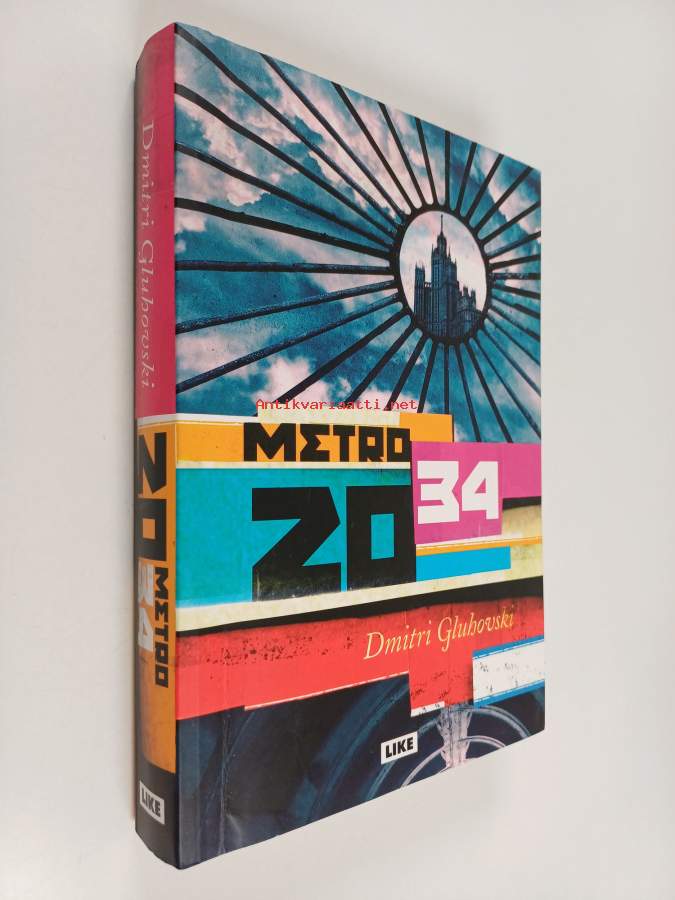 Dmitri Gluhovski
20
34
METRO
LIKE
Antikvariaatti.net
METRO
20
34
Dmitri Gluhovski
LIKE